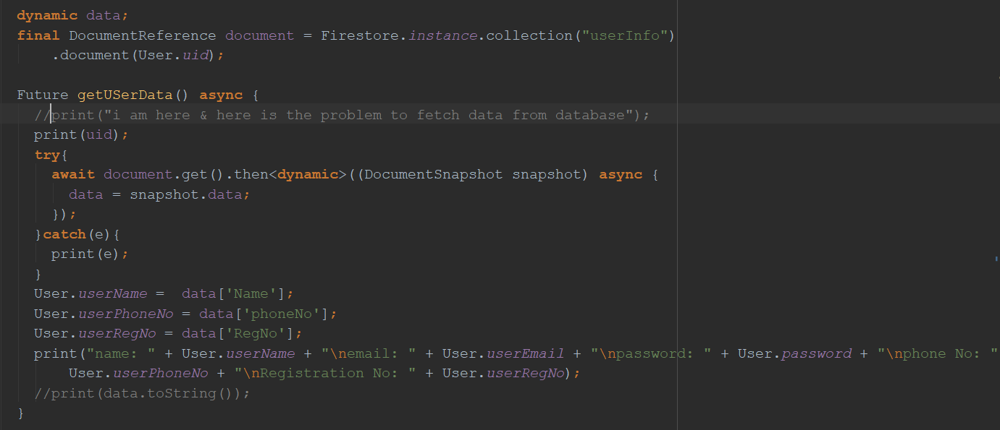 dynamic data;
final DocumentReference document = Firestore.instance.collection("userInfo")
.document(User.uid);
Future getUSerData() async {
//print("i am here & here is the problem to fetch data from database");
print(uid);
try{
await document.get().then<dynamic>((DocumentSnapshot snapshot) async {
data = snapshot.data;
});
}catch(e){
print(e);
}
User.userName =  data['Name'];
User.userPhoneNo = data['phoneNo'];
User.userRegNo = data['RegNo'];
print("name: " + User.userName + "\nemail: " + User.userEmail + "\npassword: " + User.password + "\nphone No: "
User.userPhoneNo + "\nRegistration No: " + User.userRegNo);
//print(data.toString());
}